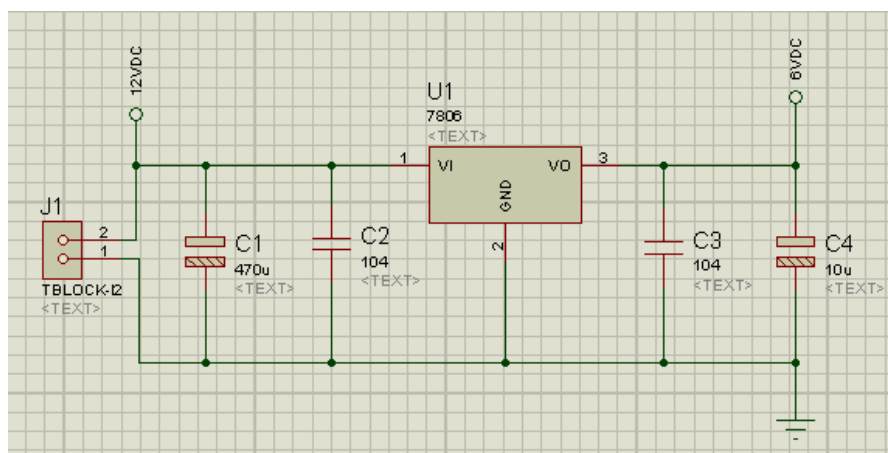 12VDC
6VDC
U1
7806
<TEXT>
1
VI
VO
3
GND
2
J1
2
1
TBLOCK-I2
<TEXT>
C1
470u
<TEXT>
C2
104
<TEXT>
C3
104
<TEXT>
C4
10u
<TEXT>